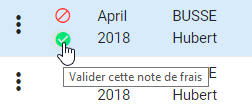 April BUSSE
2018 Hubert
Valider cette note de frais
2018 Hubert